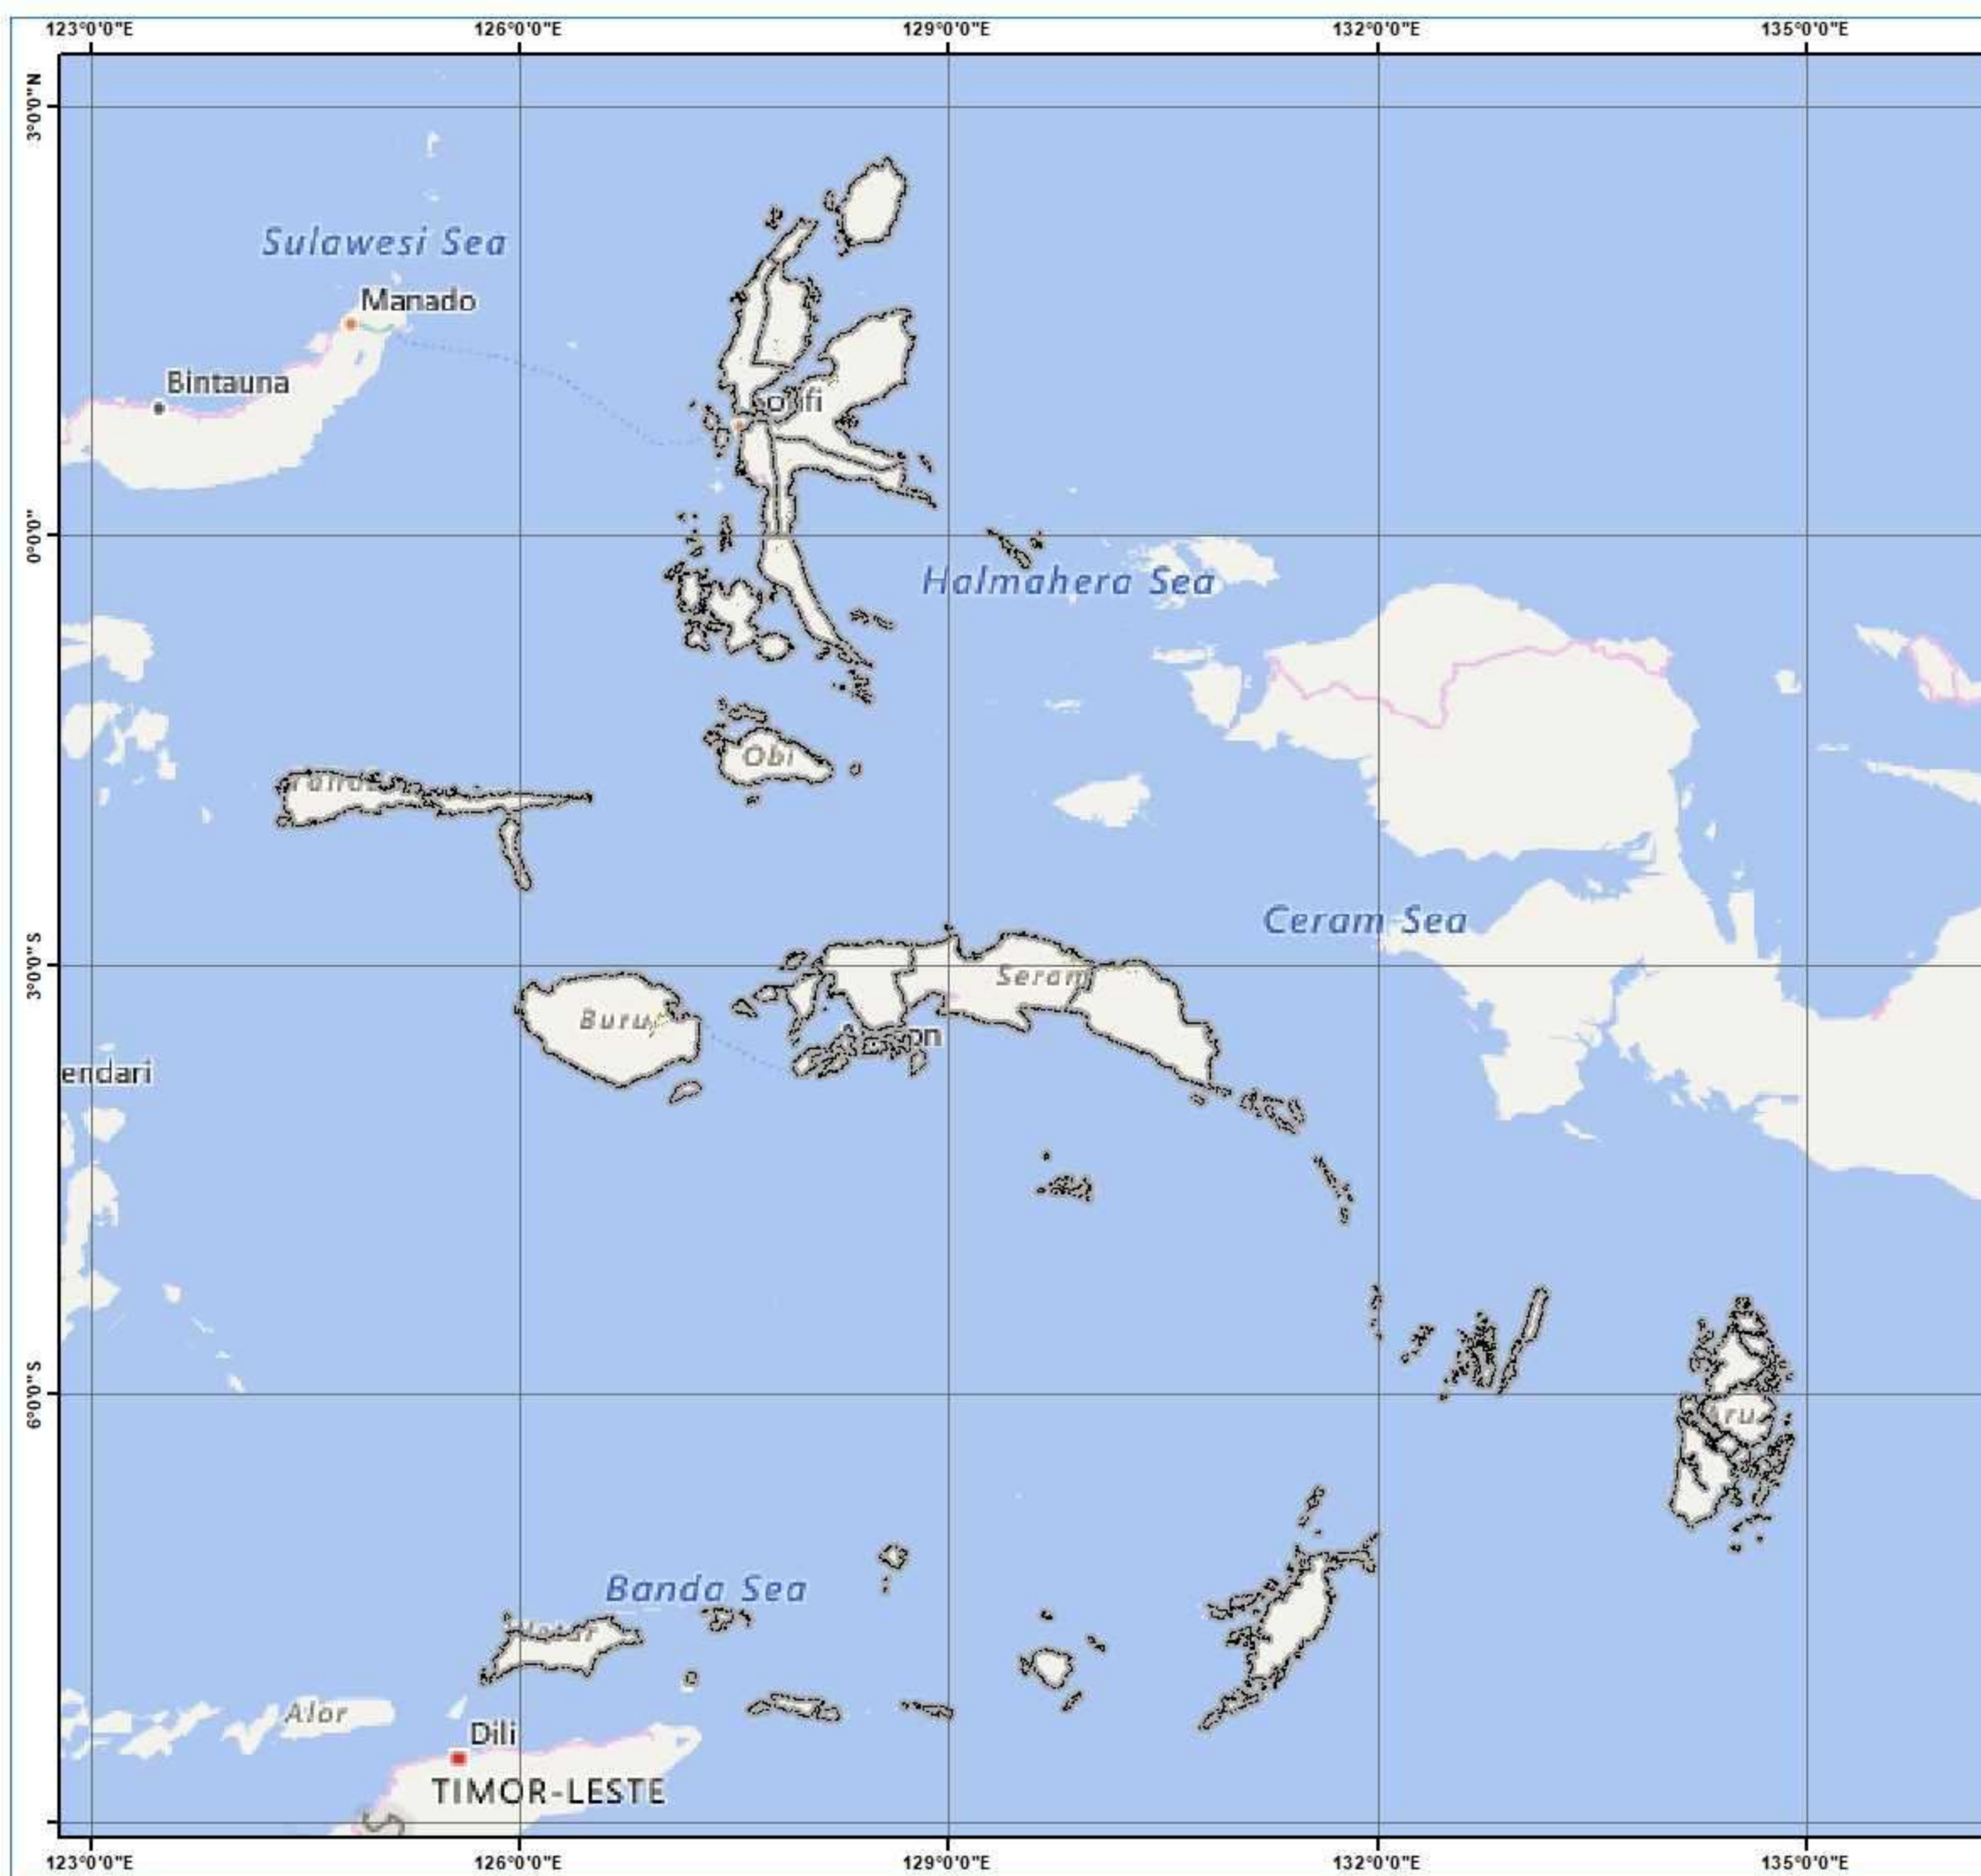 123°0'0"E 126°0'0"E 129°0'0"E 132°0'0"E 135°0'0"E
3°0'0"N
Sulawesi Sea
Manado
Bintauna
0°0'0"
Halmahera Sea
Obi
Ceram Sea
3°0'0"S
Seram
Buru
endari
6°0'0"S
Aru
Banda Sea
Alor
Dili
TIMOR-LESTE
S
123°0'0"E 126°0'0"E 129°0'0"E 132°0'0"E 135°0'0"E